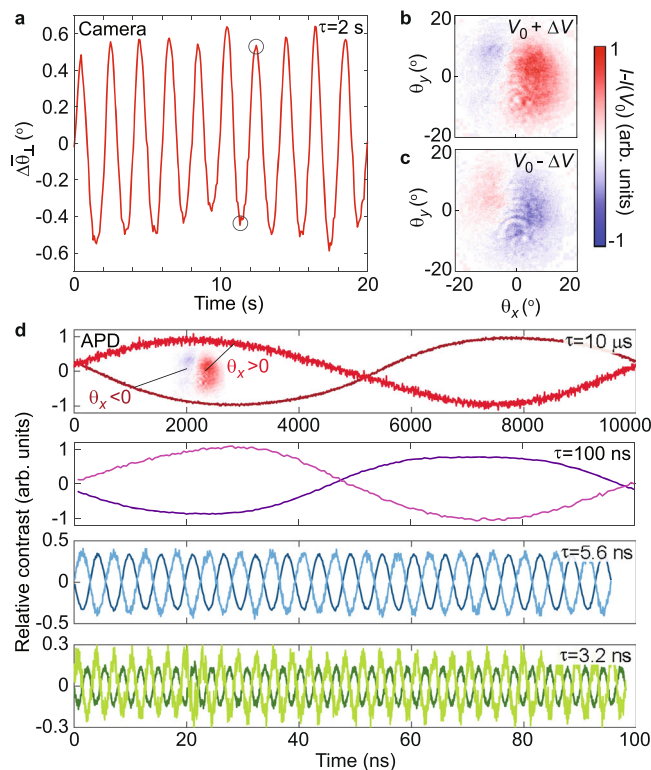 a
Camera
τ=2 s
0.6
0.4
0.2
0
-0.2
-0.4
-0.6
Δθ̅⊥(°)
0
10
20
Time (s)
b
V₀ + ΔV
20
0
-20
θy(°)
c
V₀ - ΔV
20
0
-20
θy(°)
-20
0
20
θx(°)
1
-1
I-I(V₀) (arb. units)
d
APD
τ=10 μs
θx<0
θx>0
1
0
-1
0
2000
4000
6000
8000
10000
τ=100 ns
1
0
-1
τ=5.6 ns
0.5
0
-0.5
τ=3.2 ns
0.3
0
-0.3
0
20
40
60
80
100
Time (ns)
Relative contrast (arb. units)